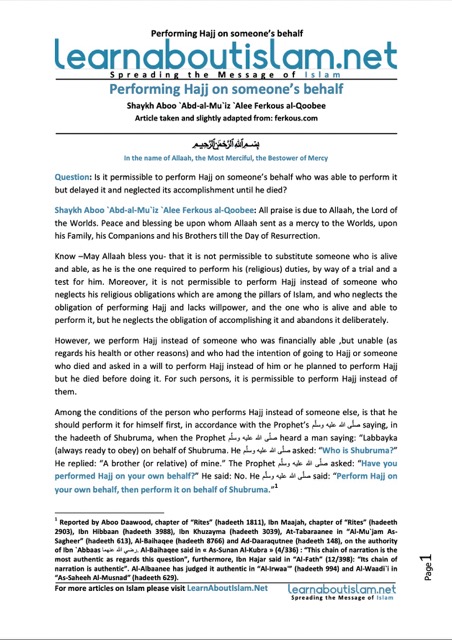 Performing Hajj on someone's behalf
learnaboutislam.net
Spreading the Message of Islam
Performing Hajj on someone's behalf
Shaykh Aboo `Abd-al-Mu`iz `Alee Ferkous al-Qoobee
Article taken and slightly adapted from: ferkous.com
بِسْمِ اللَّهِ الرَّحْمَنِ الرَّحِيمِ
In the name of Allaah, the Most Merciful, the Bestower of Mercy
Question: Is it permissible to perform Hajj on someone's behalf who was able to perform it
but delayed it and neglected its accomplishment until he died?
Shaykh Aboo `Abd-al-Mu`iz `Alee Ferkous al-Qoobee: All praise is due to Allaah, the Lord of
the Worlds. Peace and blessing be upon whom Allaah sent as a mercy to the Worlds, upon
his Family, his Companions and his Brothers till the Day of Resurrection.
Know –May Allaah bless you- that it is not permissible to substitute someone who is alive
and able, as he is the one required to perform his (religious) duties, by way of a trial and a
test for him. Moreover, it is not permissible to perform Hajj instead of someone who
neglects his religious obligations which are among the pillars of Islam, and who neglects the
obligation of performing Hajj and lacks willpower, and the one who is alive and able to
perform it, but he neglects the obligation of accomplishing it and abandons it deliberately.
However, we perform Hajj instead of someone who was financially able ,but unable (as
regards his health or other reasons) and who had the intention of going to Hajj or someone
who died and asked in a will to perform Hajj instead of him or he planned to perform Hajj
but he died before doing it. For such persons, it is permissible to perform Hajj instead of
them.
Among the conditions of the person who performs Hajj instead of someone else, is that he
should perform it for himself first, in accordance with the Prophet's صلَّى الله عليه وسلَّم saying, in
the hadeeth of Shubruma, when the Prophet صلَّى الله عليه وسلَّم heard a man saying: "Labbayka
(always ready to obey) on behalf of Shubruma. He صلَّى الله عليه وسلَّم asked: "Who is Shubruma?"
He replied: "A brother (or relative) of mine." The Prophet صلَّى الله عليه وسلَّم asked: "Have you
performed Hajj on your own behalf?" He said: No. He صلَّى الله عليه وسلَّم said: "Perform Hajj on
your own behalf, then perform it on behalf of Shubruma."1
1 Reported by Aboo Daawood, chapter of "Rites" (hadeeth 1811), Ibn Maajah, chapter of "Rites" (hadeeth
2903), Ibn Hibbaan (hadeeth 3988), Ibn Khuzayma (hadeeth 3039), At-Tabaraane in "Al-Mu`jam As-
Sagheer" (hadeeth 613), Al-Baihaqee (hadeeth 8766) and Ad-Daaraqutnee (hadeeth 148), on the authority
of Ibn `Abbaas رضي الله عنهما. Al-Baihaqee said in « As-Sunan Al-Kubra » (4/336) : "This chain of narration is the
most authentic as regards this question", furthermore, Ibn Hajar said in "Al-Fath" (12/398): "Its chain of
narration is authentic". Al-Albaanee has judged it authentic in "Al-Irwaa'" (hadeeth 994) and Al-Waadi`i in
"As-Saheeh Al-Musnad" (hadeeth 629).
Page 1
For more articles on Islam please visit LearnAboutIslam.Net
learnaboutislam.net
Spreading the Message of Islam